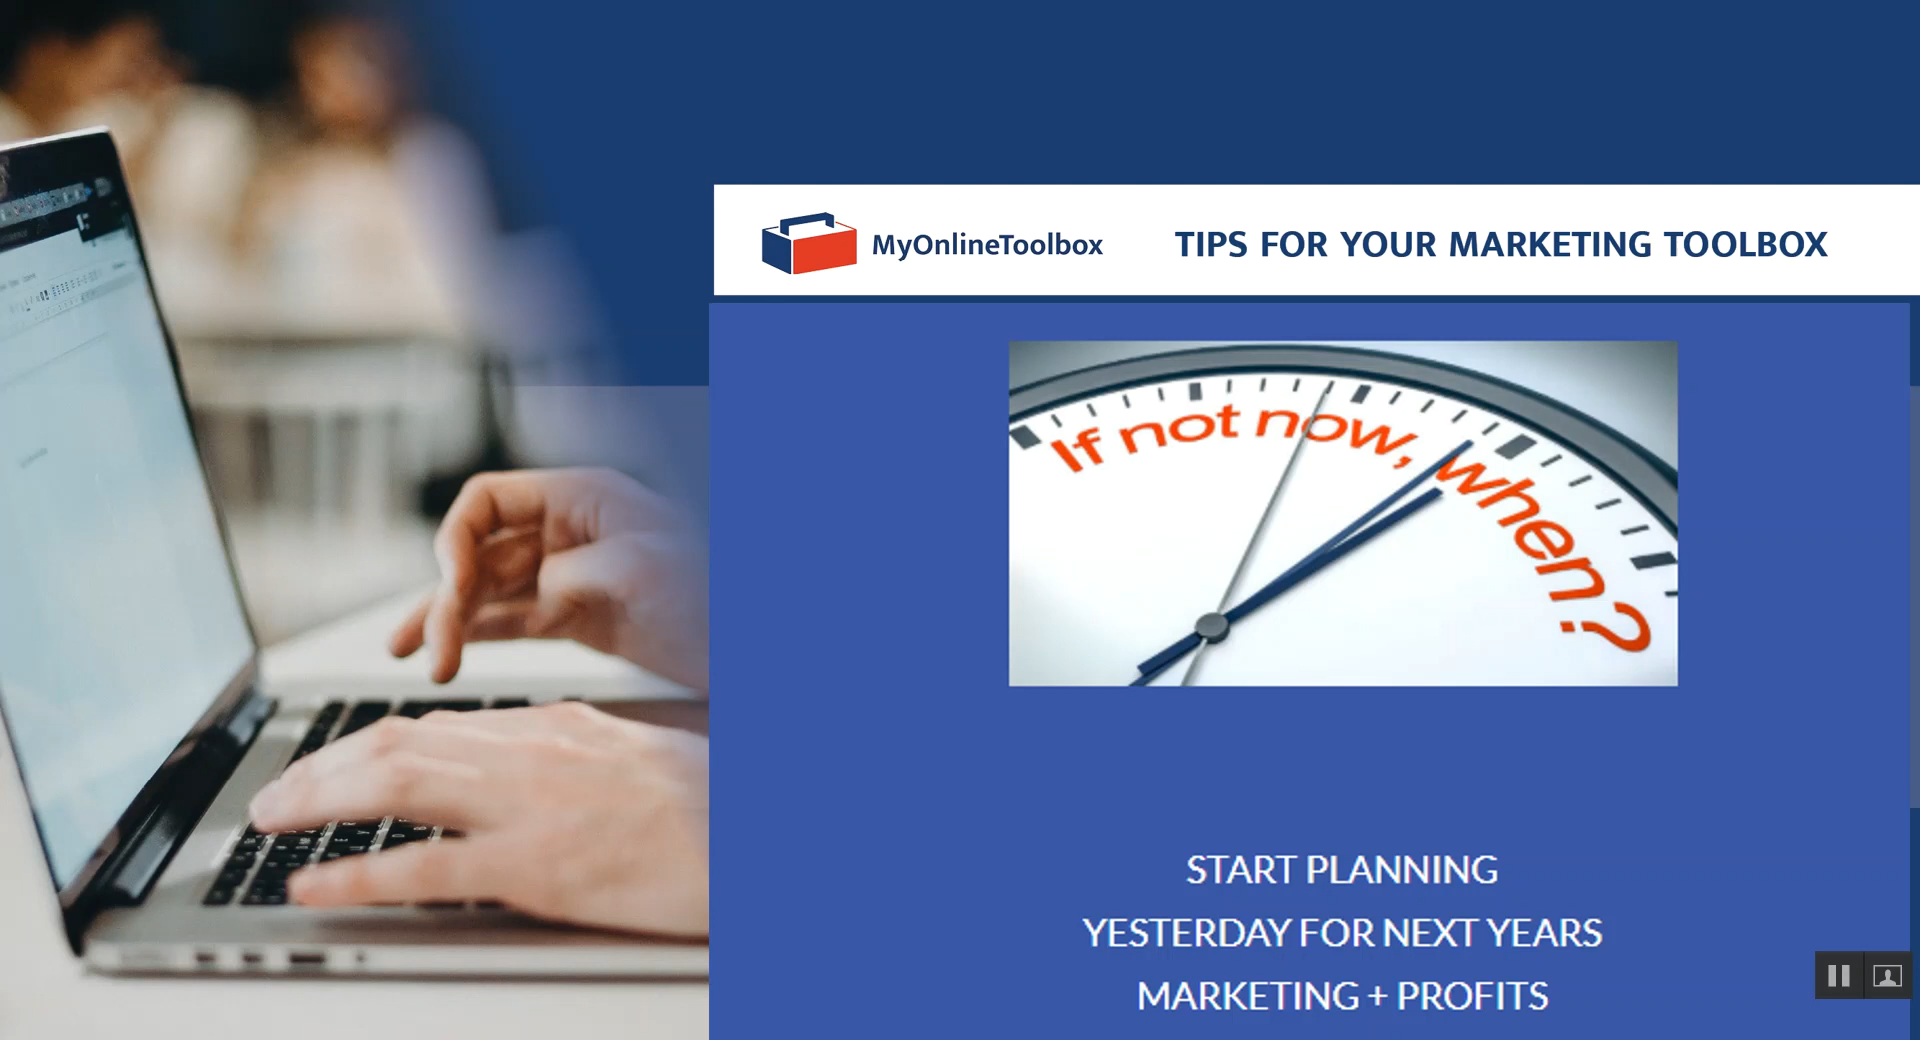 MyOnlineToolbox
TIPS FOR YOUR MARKETING TOOLBOX
If not now, when?
START PLANNING
YESTERDAY FOR NEXT YEARS
MARKETING + PROFITS